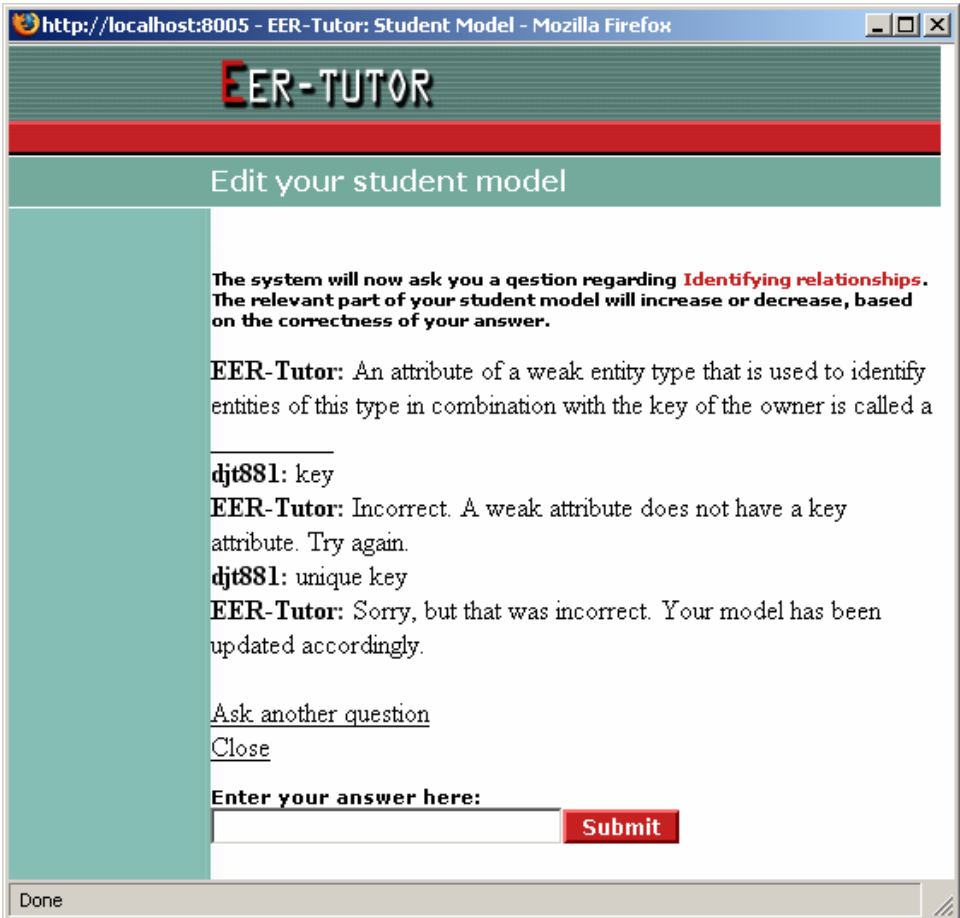 http://localhost:8005 - EER-Tutor: Student Model - Mozilla Firefox
EER-TUTOR
Edit your student model
The system will now ask you a qestion regarding Identifying relationships.
The relevant part of your student model will increase or decrease, based
on the correctness of your answer.
EER-Tutor: An attribute of a weak entity type that is used to identify
entities of this type in combination with the key of the owner is called a
__________
djt881: key
EER-Tutor: Incorrect. A weak attribute does not have a key
attribute. Try again.
djt881: unique key
EER-Tutor: Sorry, but that was incorrect. Your model has been
updated accordingly.
Ask another question
Close
Enter your answer here:
Submit
Done